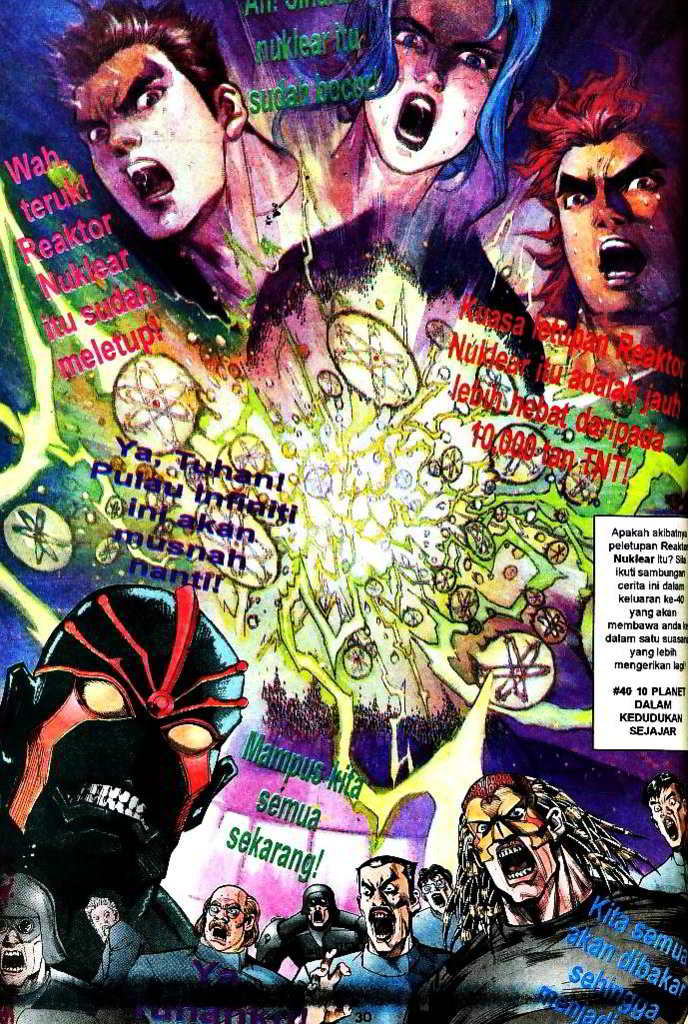 nuklear itu
sudah bocor!
Wah,
teruk!
Reaktor
Nuklear
itu sudah
meletup!
Kuasa letupan Reaktor
Nuklear itu adalah jauh
lebih hebat daripada
10,000 tan TNT!
Ya, Tuhan!
Pulau Infiniti
ini akan
musnah
nanti!
Apakah akibatnya
peletupan Reaktor
Nuklear itu? Sila
ikuti sambungan
cerita ini dalam
keluaran ke-40
yang akan
membawa anda ke
dalam satu suasana
yang lebih
mengerikan lagi!
#40 10 PLANET
DALAM
KEDUDUKAN
SEJAJAR
Mampus kita
semua
sekarang!
Kita semua
akan dibakar
sehingga
Ya
Tuhan
30